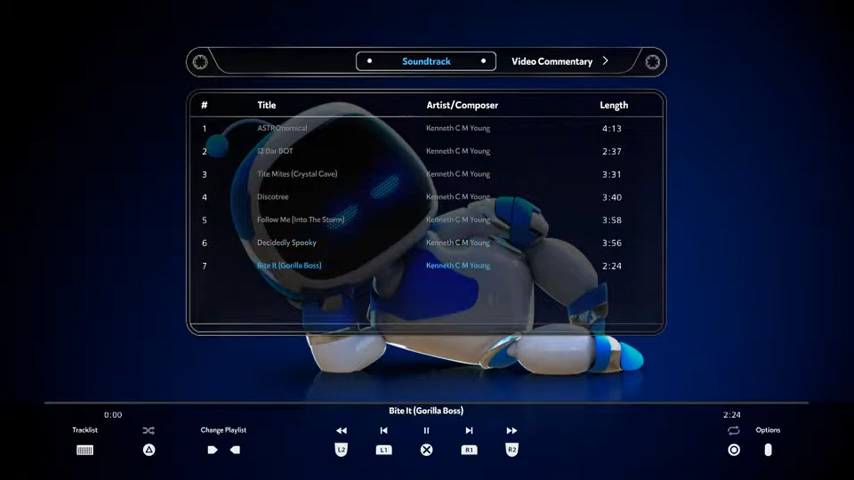 Soundtrack Video Commentary
# Title Artist/Composer Length
1 ASTROnomical Kenneth C M Young 4:13
2 12 Bar BOT Kenneth C M Young 2:37
3 Tite Mites (Crystal Cave) Kenneth C M Young 3:31
4 Discotree Kenneth C M Young 3:40
5 Follow Me (Into The Storm) Kenneth C M Young 3:58
6 Decidedly Spooky Kenneth C M Young 3:56
7 Bite It (Gorilla Boss) Kenneth C M Young 2:24
0:00 Bite It (Gorilla Boss) 2:24
Tracklist Change Playlist Options
L2 L1 R1 R2